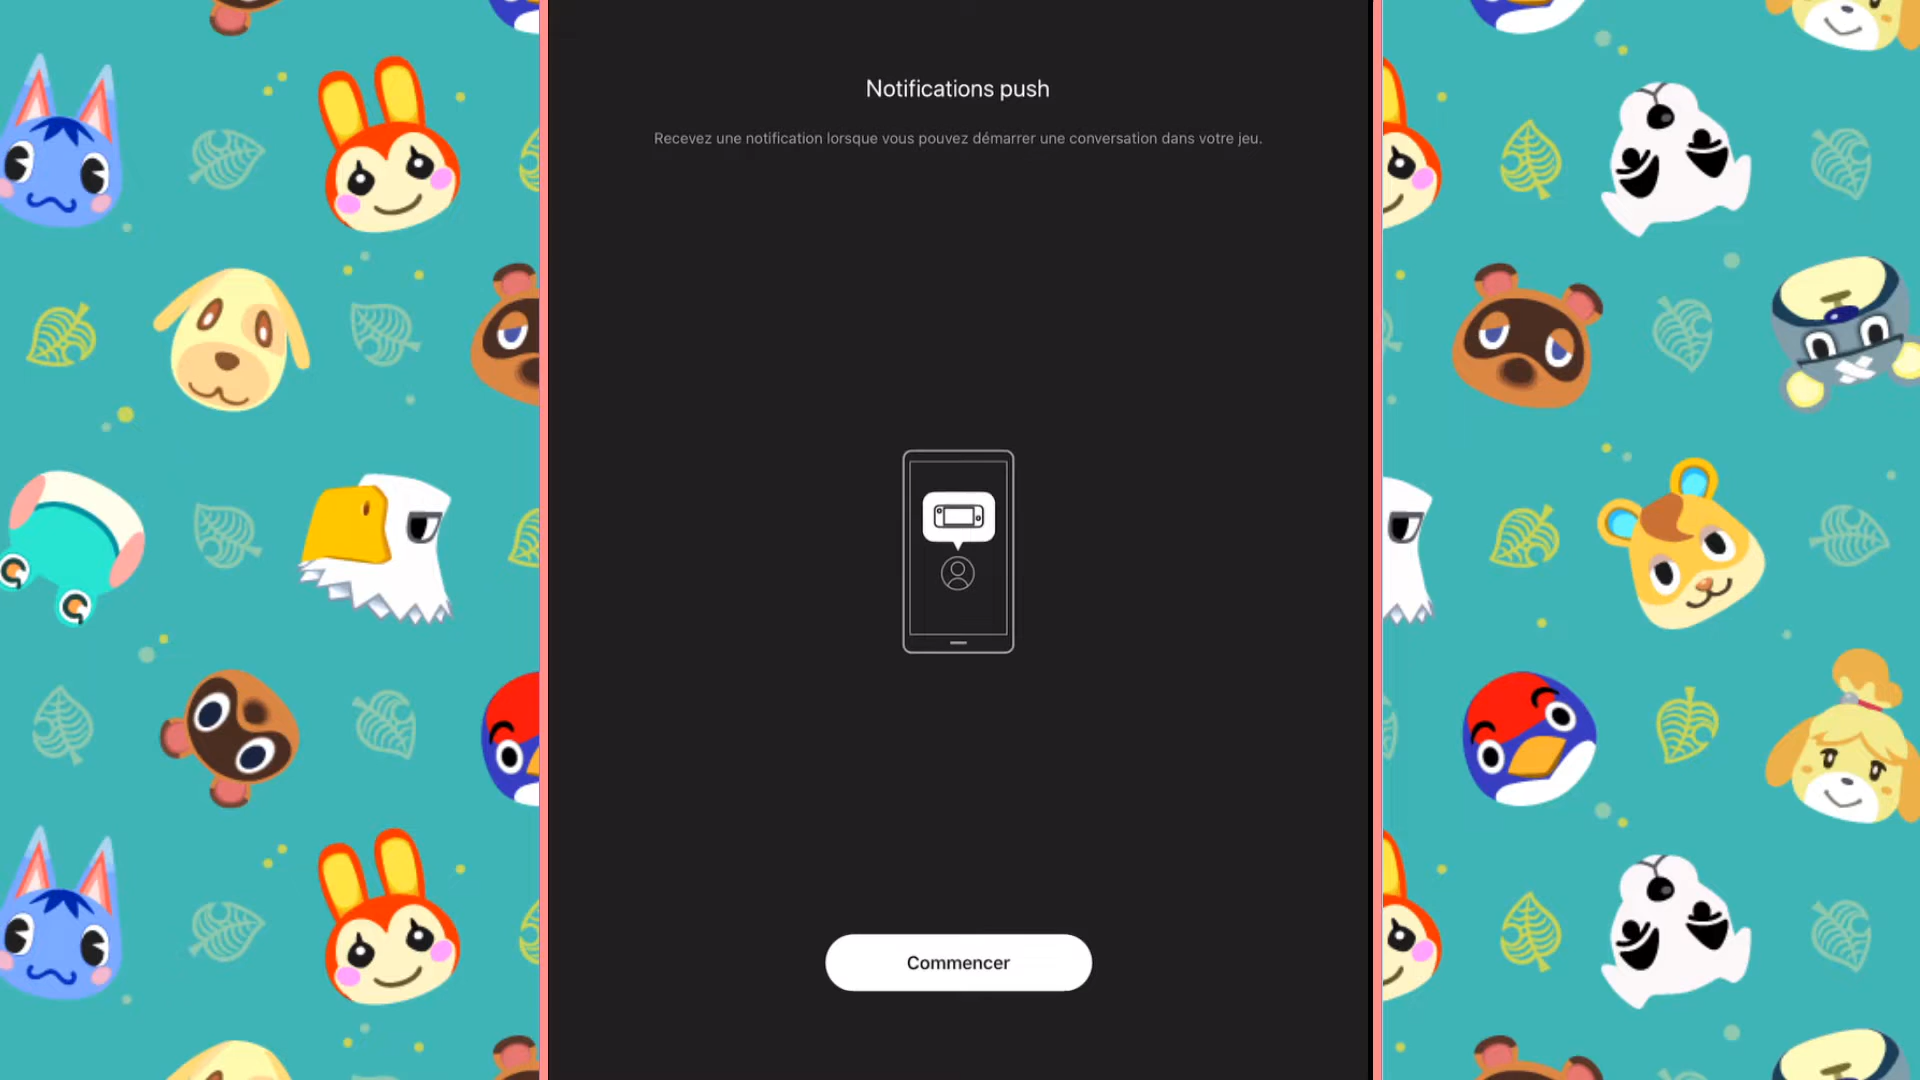 Notifications push
Recevez une notification lorsque vous pouvez démarrer une conversation dans votre jeu.
Commencer